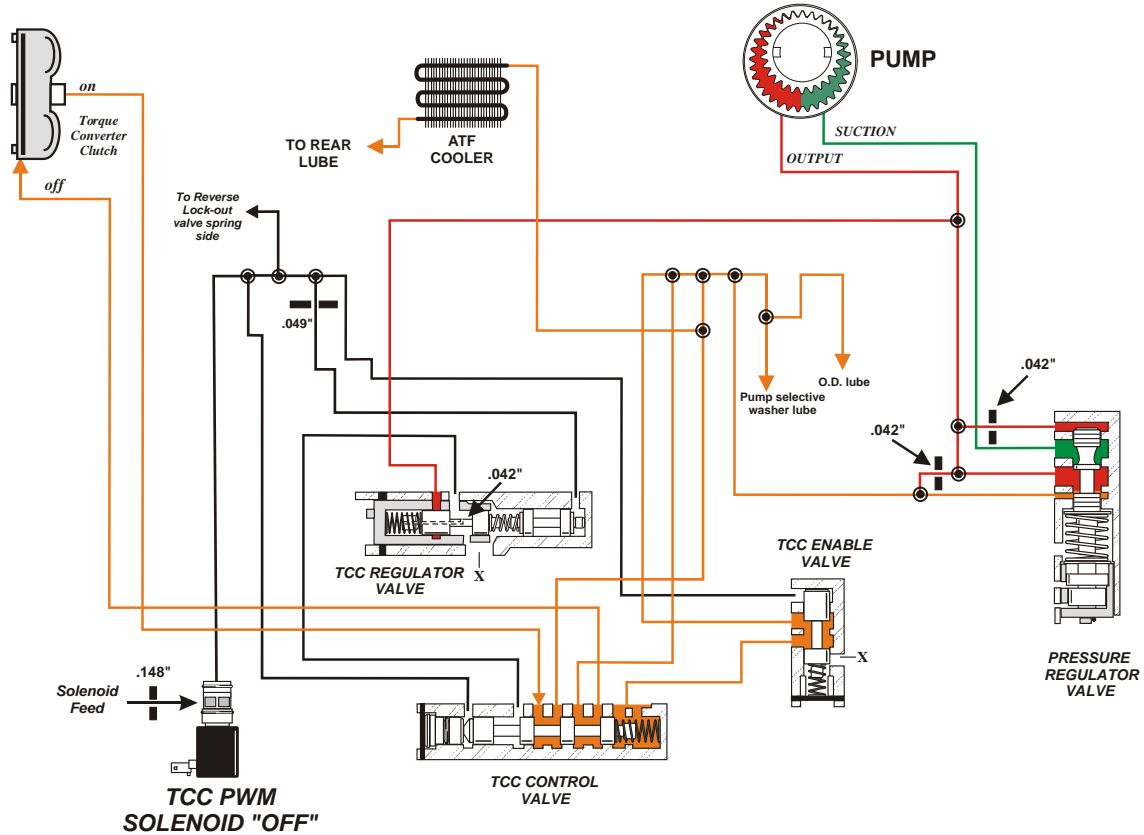 PUMP
on
Torque
Converter
Clutch
off
TO REAR
LUBE
ATF
COOLER
SUCTION
OUTPUT
To Reverse
Lock-out
valve spring
side
.049"
O.D. lube
Pump selective
washer lube
.042"
.042"
.042"
TCC REGULATOR
VALVE
X
TCC ENABLE
VALVE
X
PRESSURE
REGULATOR
VALVE
.148"
Solenoid
Feed
TCC CONTROL
VALVE
TCC PWM
SOLENOID "OFF"